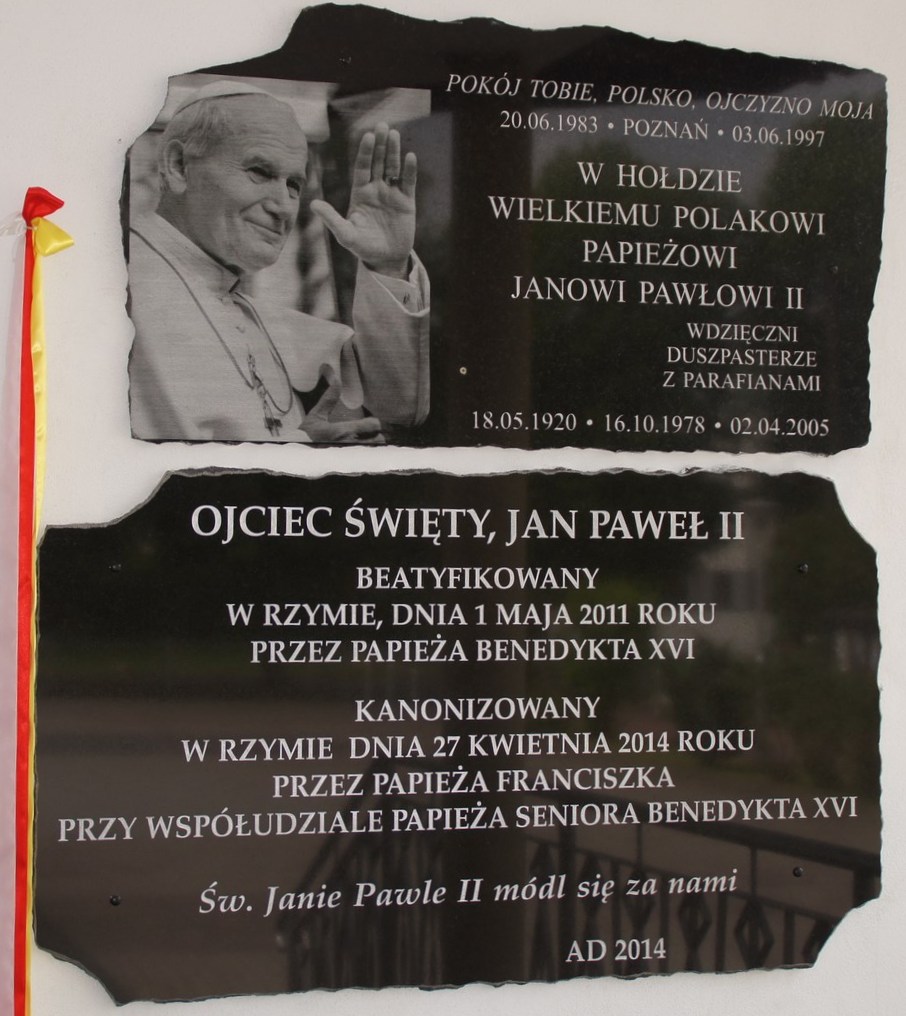 POKÓJ TOBIE, POLSKO, OJCZYZNO MOJA
20.06.1983 • POZNAŃ • 03.06.1997
W HOŁDZIE
WIELKIEMU POLAKOWI
PAPIEŻOWI
JANOWI PAWŁOWI II
WDZIĘCZNI
DUSZPASTERZE
Z PARAFIANAMI
18.05.1920 • 16.10.1978 • 02.04.2005
OJCIEC ŚWIĘTY, JAN PAWEŁ II
BEATYFIKOWANY
W RZYMIE, DNIA 1 MAJA 2011 ROKU
PRZEZ PAPIEŻA BENEDYKTA XVI
KANONIZOWANY
W RZYMIE DNIA 27 KWIETNIA 2014 ROKU
PRZEZ PAPIEŻA FRANCISZKA
PRZY WSPÓŁUDZIALE PAPIEŻA SENIORA BENEDYKTA XVI
Św. Janie Pawle II módl się za nami
AD 2014